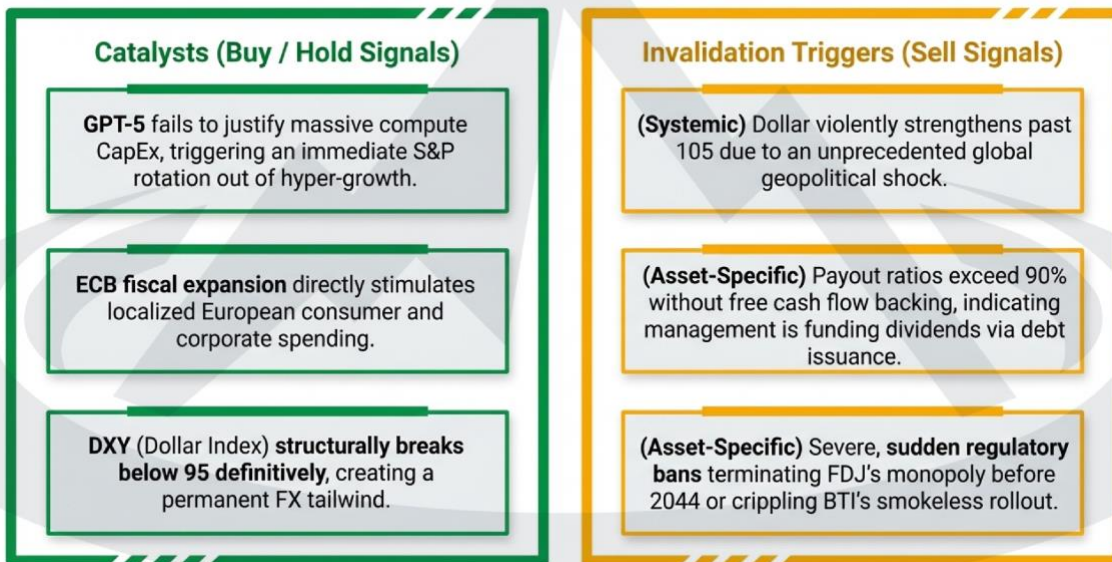 Catalysts (Buy / Hold Signals)
GPT-5 fails to justify massive compute
CapEx, triggering an immediate S&P
rotation out of hyper-growth.
ECB fiscal expansion directly stimulates
localized European consumer and
corporate spending.
DXY (Dollar Index) structurally breaks
below 95 definitively, creating a
permanent FX tailwind.
Invalidation Triggers (Sell Signals)
(Systemic) Dollar violently strengthens past
105 due to an unprecedented global
geopolitical shock.
(Asset-Specific) Payout ratios exceed 90%
without free cash flow backing, indicating
management is funding dividends via debt
issuance.
(Asset-Specific) Severe, sudden regulatory
bans terminating FDJ's monopoly before
2044 or crippling BTI's smokeless rollout.